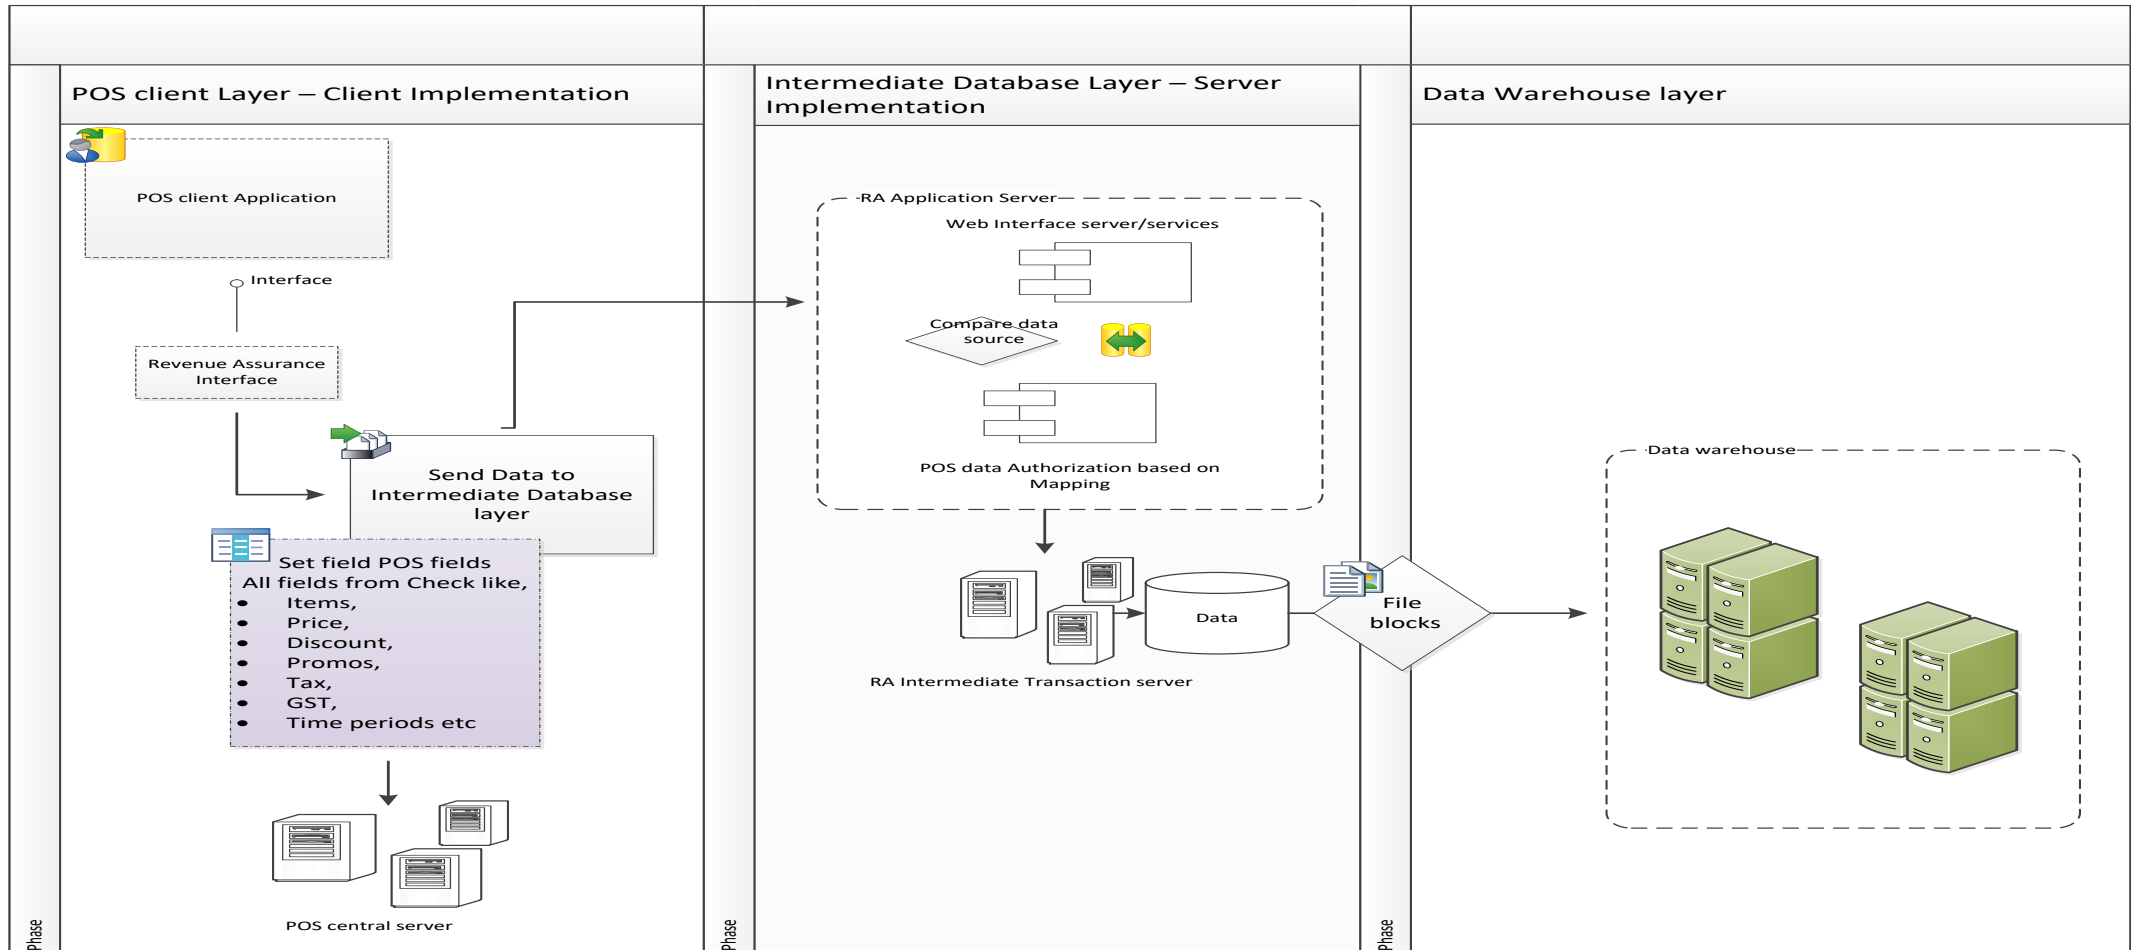 POS client Layer – Client Implementation
POS client Application
Interface
Revenue Assurance
Interface
Send Data to
Intermediate Database
layer
Set field POS fields
All fields from Check like,
• Items,
• Price,
• Discount,
• Promos,
• Tax,
• GST,
• Time periods etc
POS central server
Phase
Intermediate Database Layer – Server
Implementation
RA Application Server
Web Interface server/services
Compare data
source
POS data Authorization based on
Mapping
Data
RA Intermediate Transaction server
Phase
File
blocks
Data Warehouse layer
Data warehouse
Phase